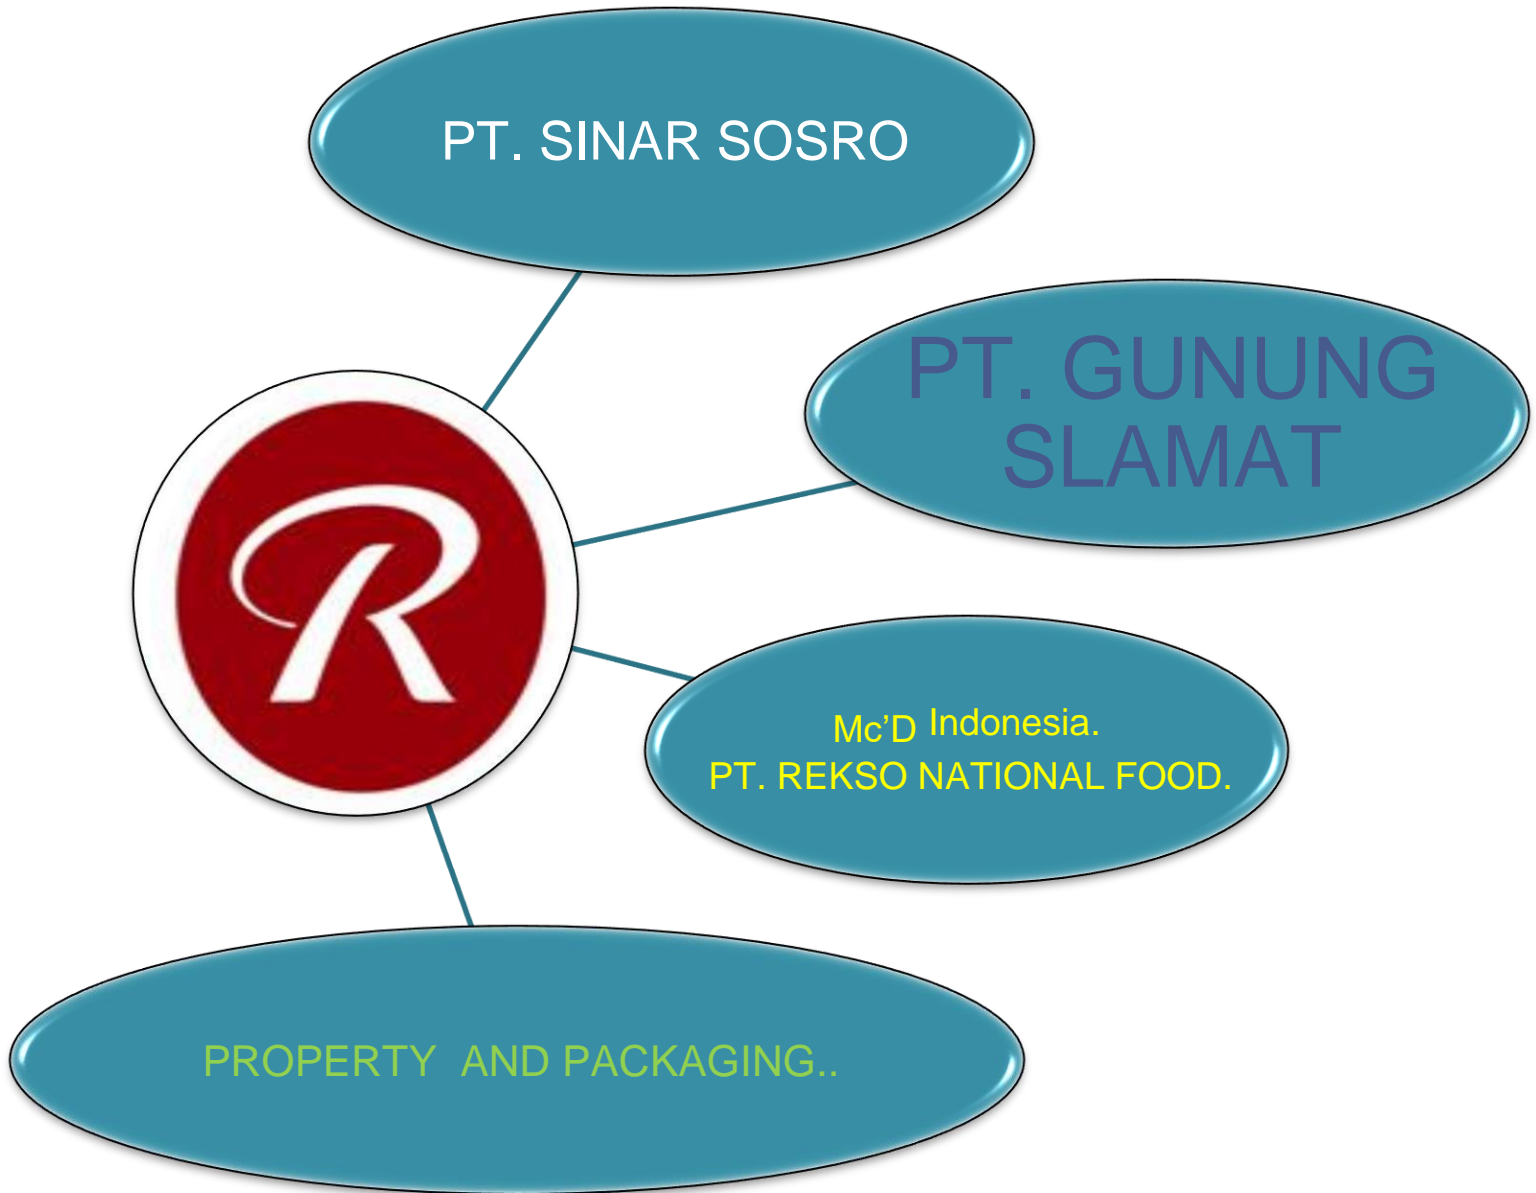 PT. SINAR SOSRO
PT. GUNUNG
SLAMAT
R
Mc’D Indonesia.
PT. REKSO NATIONAL FOOD.
PROPERTY  AND PACKAGING..